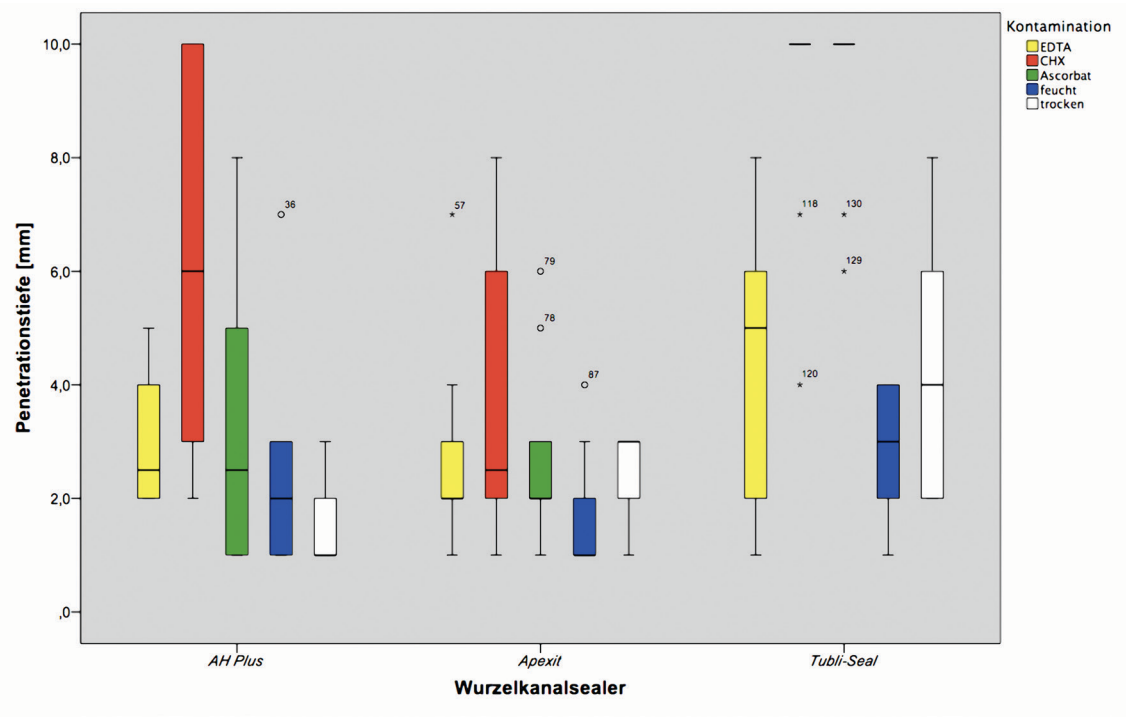 Kontamination
EDTA
CHX
Ascorbat
feucht
trocken
Penetrationstiefe [mm]
10,0
8,0
6,0
4,0
2,0
,0
36
57
79
78
87
118
130
129
120
AH Plus
Apexit
Tubli-Seal
Wurzelkanalsealer